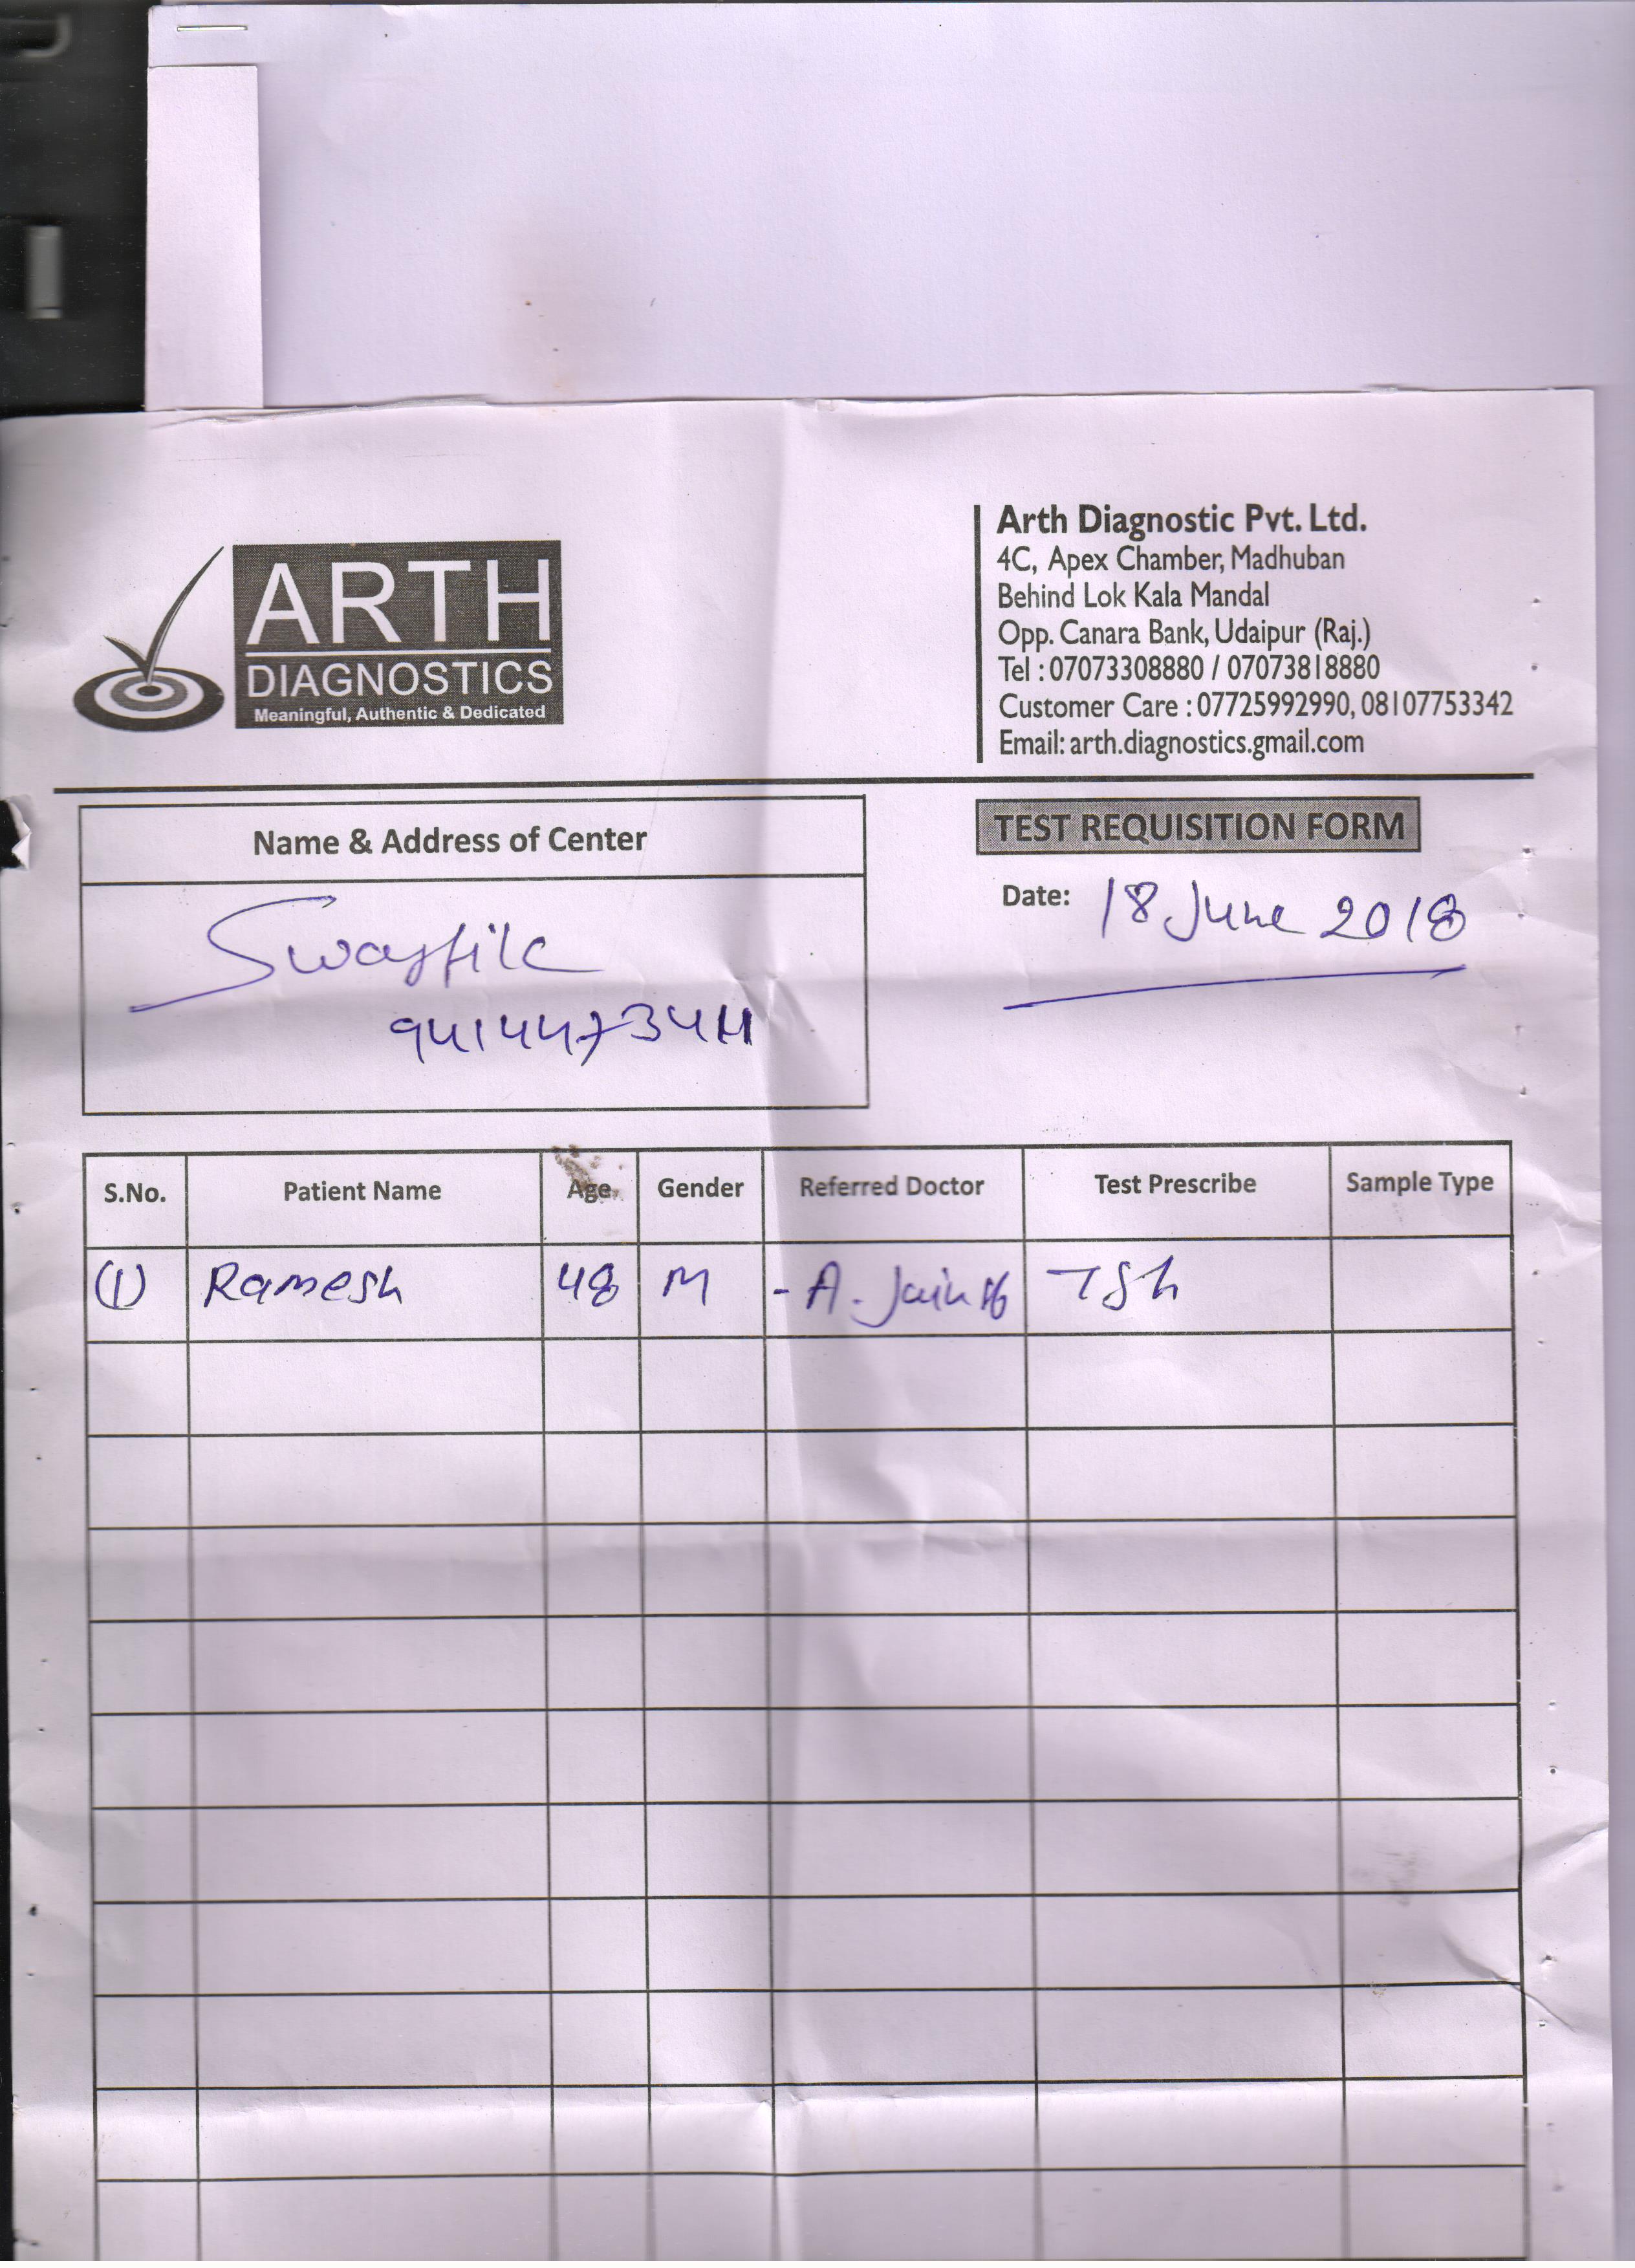 ARTH
DIAGNOSTICS
Meaningful, Authentic & Dedicated
Arth Diagnostic Pvt. Ltd.
4C, Apex Chamber, Madhuban
Behind Lok Kala Mandal
Opp. Canara Bank, Udaipur (Raj.)
Tel : 07073308880 / 07073818880
Customer Care : 07725992990, 08107753342
Email: arth.diagnostics.gmail.com
Name & Address of Center
TEST REQUISITION FORM
Date: 18 June 2018
S.No. Patient Name Age Gender Referred Doctor Test Prescribe Sample Type
(1) Ramesh 48 M - A. Jain TSh